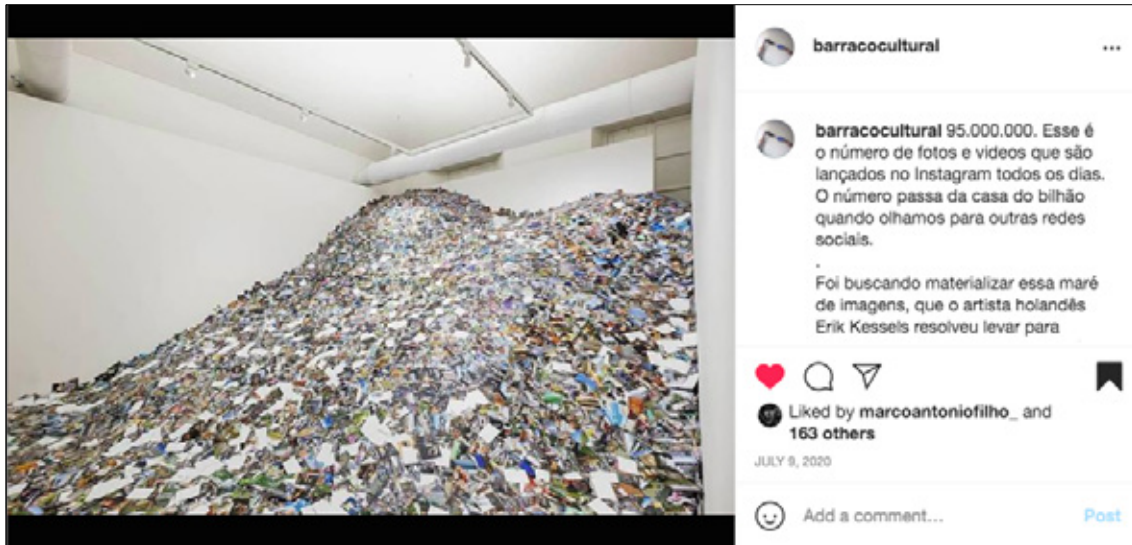 barracocultural
barracocultural 95.000.000. Esse é
o número de fotos e videos que são
lançados no Instagram todos os dias.
O número passa da casa do bilhão
quando olhamos para outras redes
sociais.
.
Foi buscando materializar essa maré
de imagens, que o artista holandês
Erik Kessels resolveu levar para
Liked by marcoantoniofilho_ and
163 others
JULY 9, 2020
Add a comment...
Post